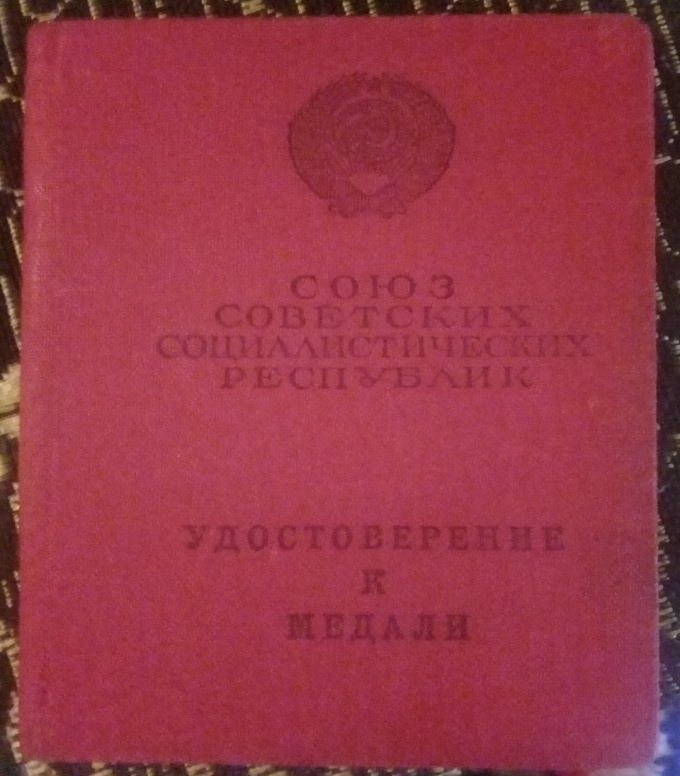 СОЮЗ
СОВЕТСКИХ
СОЦИАЛИСТИЧЕСКИХ
РЕСПУБЛИК
УДОСТОВЕРЕНИЕ
К
МЕДАЛИ